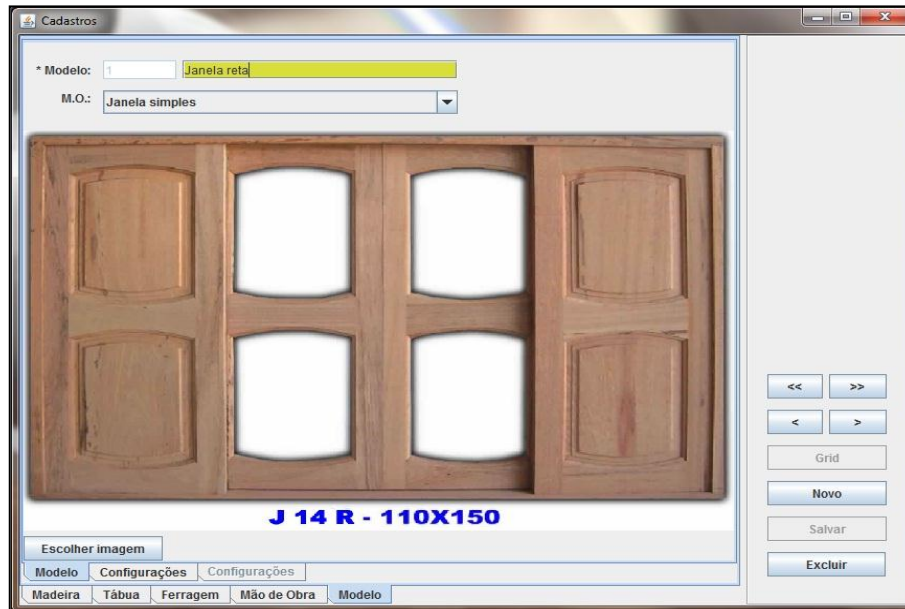 Cadastros
* Modelo: 1 Janela reta
M.O.: Janela simples
J 14 R - 110X150
Escolher imagem
Modelo Configurações Configurações
Madeira Tábua Ferragem Mão de Obra Modelo
<< >>
< >
Grid
Novo
Salvar
Excluir